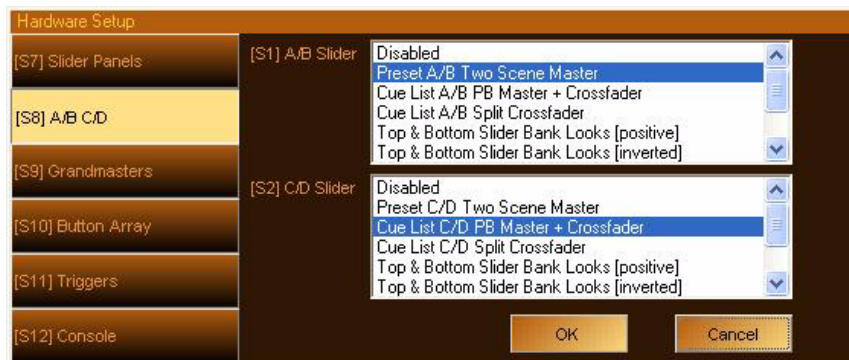 Hardware Setup
[S7] Slider Panels
[S8] A/B C/D
[S9] Grandmasters
[S10] Button Array
[S11] Triggers
[S12] Console
[S1] A/B Slider
Disabled
Preset A/B Two Scene Master
Cue List A/B PB Master + Crossfader
Cue List A/B Split Crossfader
Top & Bottom Slider Bank Looks [positive]
Top & Bottom Slider Bank Looks [inverted]
[S2] C/D Slider
Disabled
Preset C/D Two Scene Master
Cue List C/D PB Master + Crossfader
Cue List C/D Split Crossfader
Top & Bottom Slider Bank Looks [positive]
Top & Bottom Slider Bank Looks [inverted]
OK
Cancel